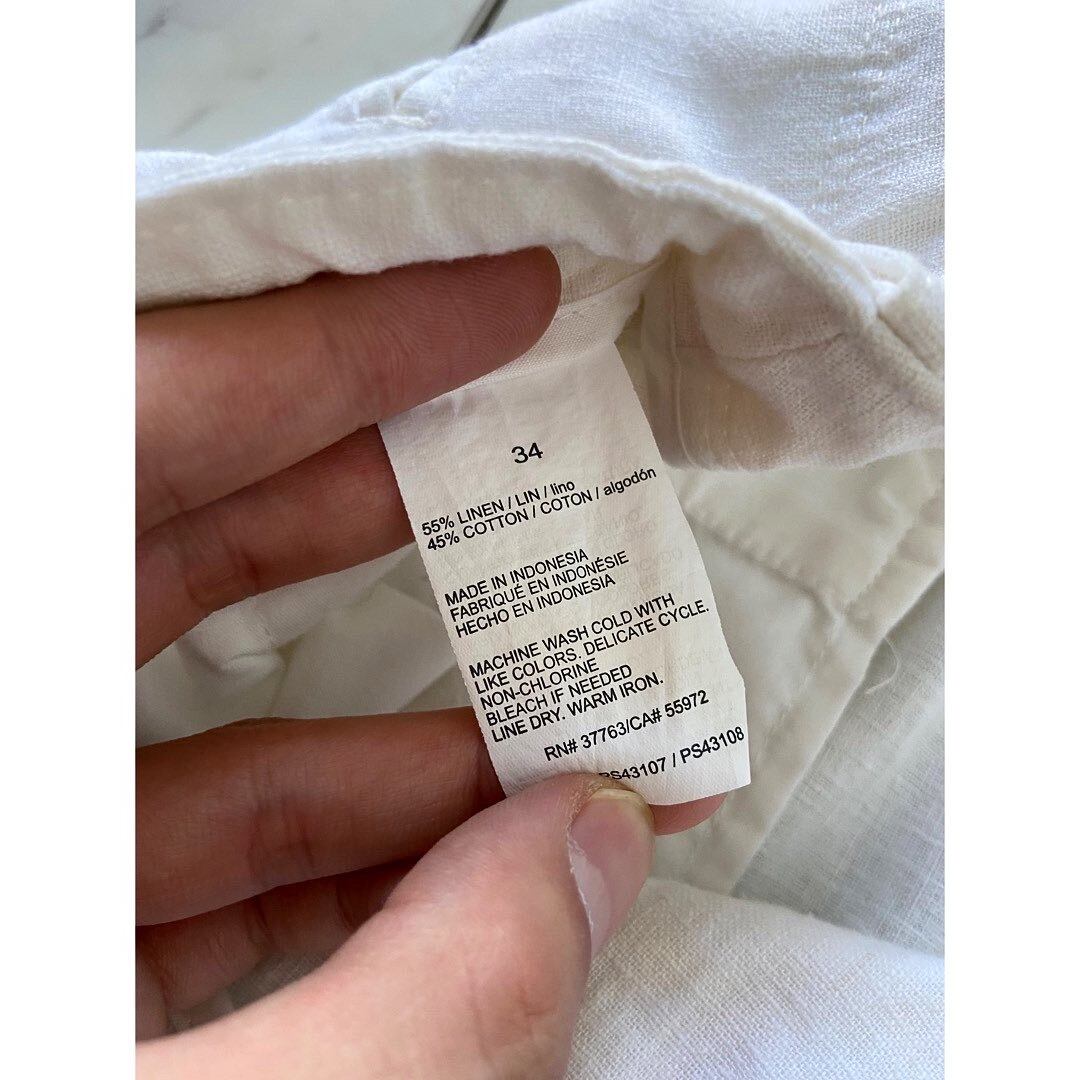 34
55% LINEN / LIN / lino
45% COTTON / COTON / algodón
MADE IN INDONESIA
FABRIQUÉ EN INDONÉSIE
HECHO EN INDONESIA
MACHINE WASH COLD WITH
LIKE COLORS. DELICATE CYCLE.
NON-CHLORINE
BLEACH IF NEEDED
LINE DRY. WARM IRON.
RN# 37763/CA# 55972
PS43107 / PS43108